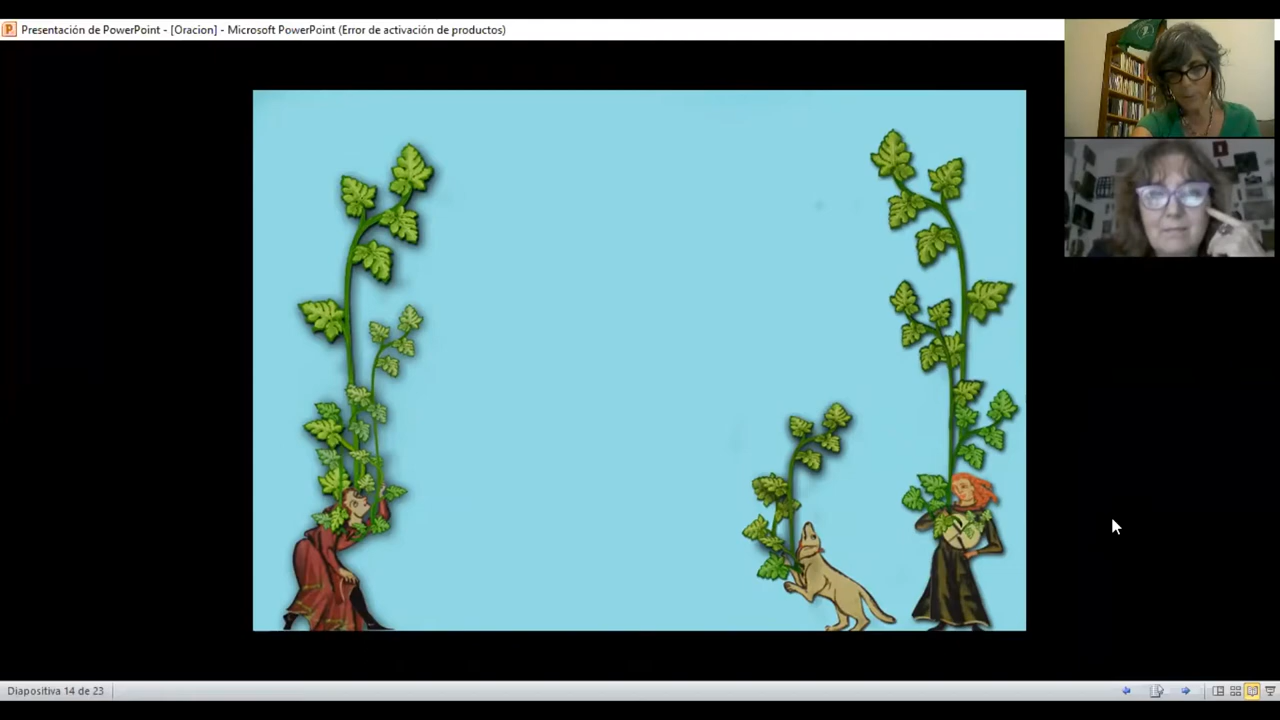 Presentación de PowerPoint - [Oracion] - Microsoft PowerPoint (Error de activación de productos)
Diapositiva 14 de 23